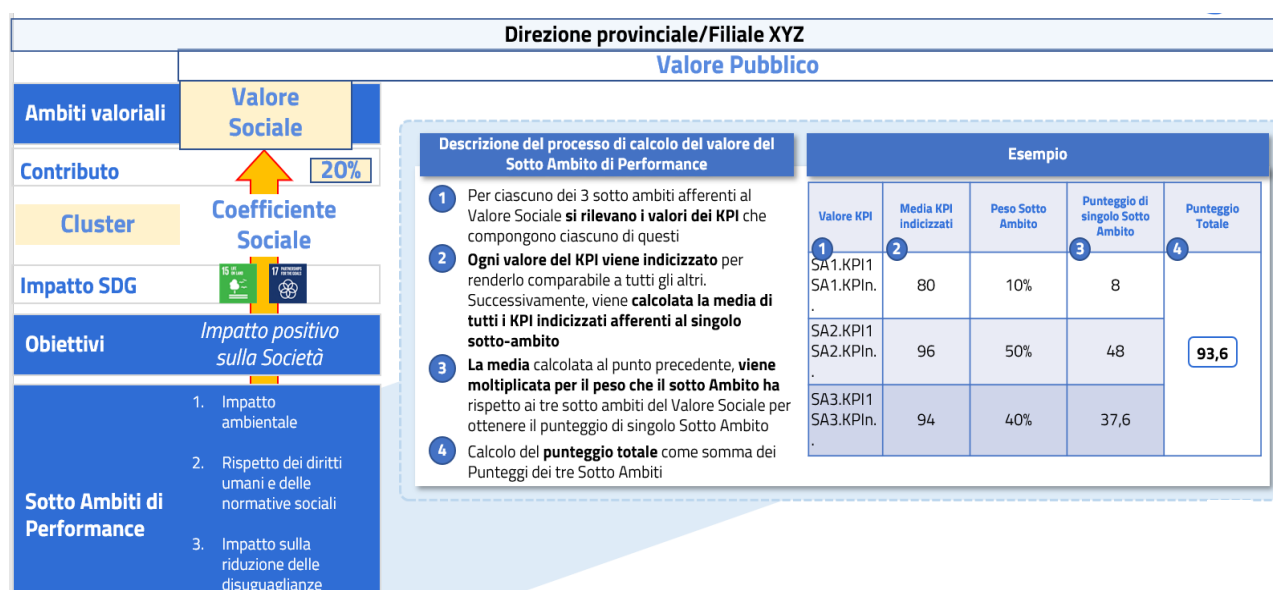 Direzione provinciale/Filiale XYZ
Valore Pubblico
Ambiti valoriali
Valore
Sociale
Contributo
20%
Cluster
Coefficiente
Sociale
Impatto SDG
15 LIFE ON LAND
17 PARTNERSHIPS FOR THE GOALS
Obiettivi
Impatto positivo
sulla Società
Sotto Ambiti di
Performance
1. Impatto
ambientale
2. Rispetto dei diritti
umani e delle
normative sociali
3. Impatto sulla
riduzione delle
disuguaglianze
Descrizione del processo di calcolo del valore del
Sotto Ambito di Performance
1 Per ciascuno dei 3 sotto ambiti afferenti al
Valore Sociale si rilevano i valori dei KPI che
compongono ciascuno di questi
2 Ogni valore del KPI viene indicizzato per
renderlo comparabile a tutti gli altri.
Successivamente, viene calcolata la media di
tutti i KPI indicizzati afferenti al singolo
sotto-ambito
3 La media calcolata al punto precedente, viene
moltiplicata per il peso che il sotto Ambito ha
rispetto ai tre sotto ambiti del Valore Sociale per
ottenere il punteggio di singolo Sotto Ambito
4 Calcolo del punteggio totale come somma dei
Punteggi dei tre Sotto Ambiti
Esempio
Valore KPI
1
Media KPI
indicizzati
2
Peso Sotto
Ambito
Punteggio di
singolo Sotto
Ambito
3
Punteggio
Totale
4
SA1.KPI1
SA1.KPIn.
.
80
10%
8
SA2.KPI1
SA2.KPIn.
.
96
50%
48
93,6
SA3.KPI1
SA3.KPIn.
.
94
40%
37,6